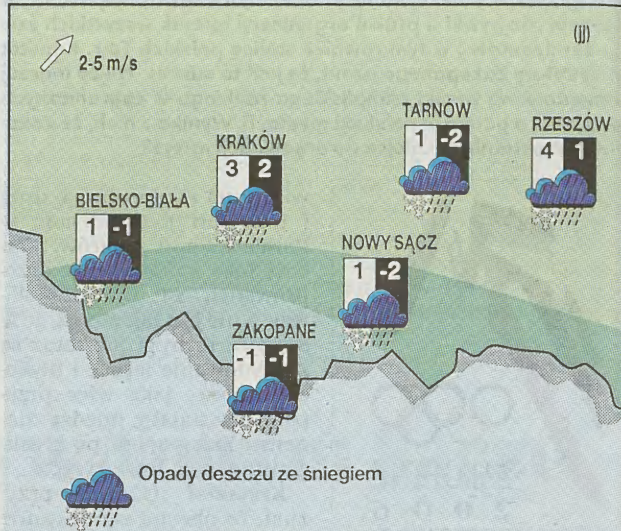 (jj)
2-5 m/s
TARNÓW
1 -2
RZESZÓW
4 1
KRAKÓW
3 2
BIELSKO-BIAŁA
1 -1
NOWY SĄCZ
1 -2
ZAKOPANE
-1 -1
Opady deszczu ze śniegiem